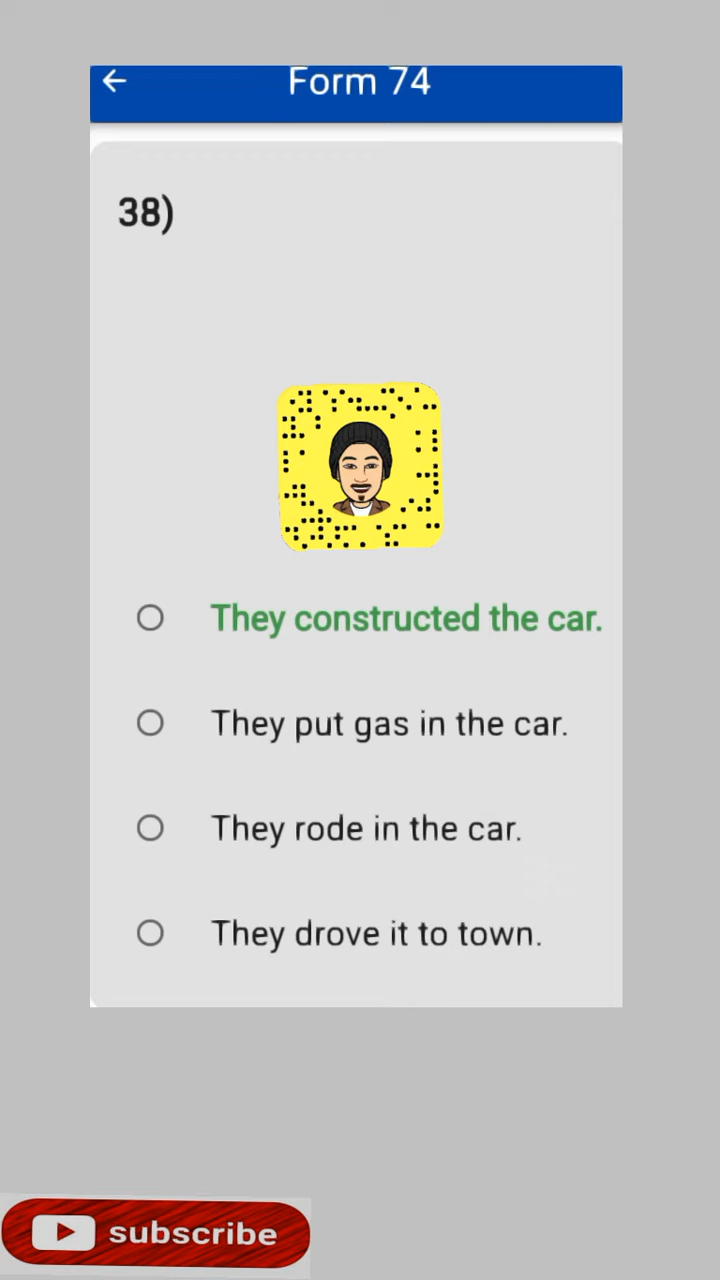 Form 74
38)
They constructed the car.
They put gas in the car.
They rode in the car.
They drove it to town.
subscribe